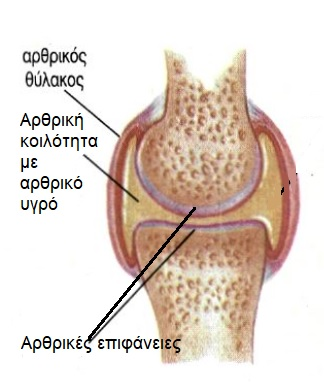 αρθρικός
θύλακος
Αρθρική
κοιλότητα
με
αρθρικό
υγρό
Αρθρικές επιφάνειες